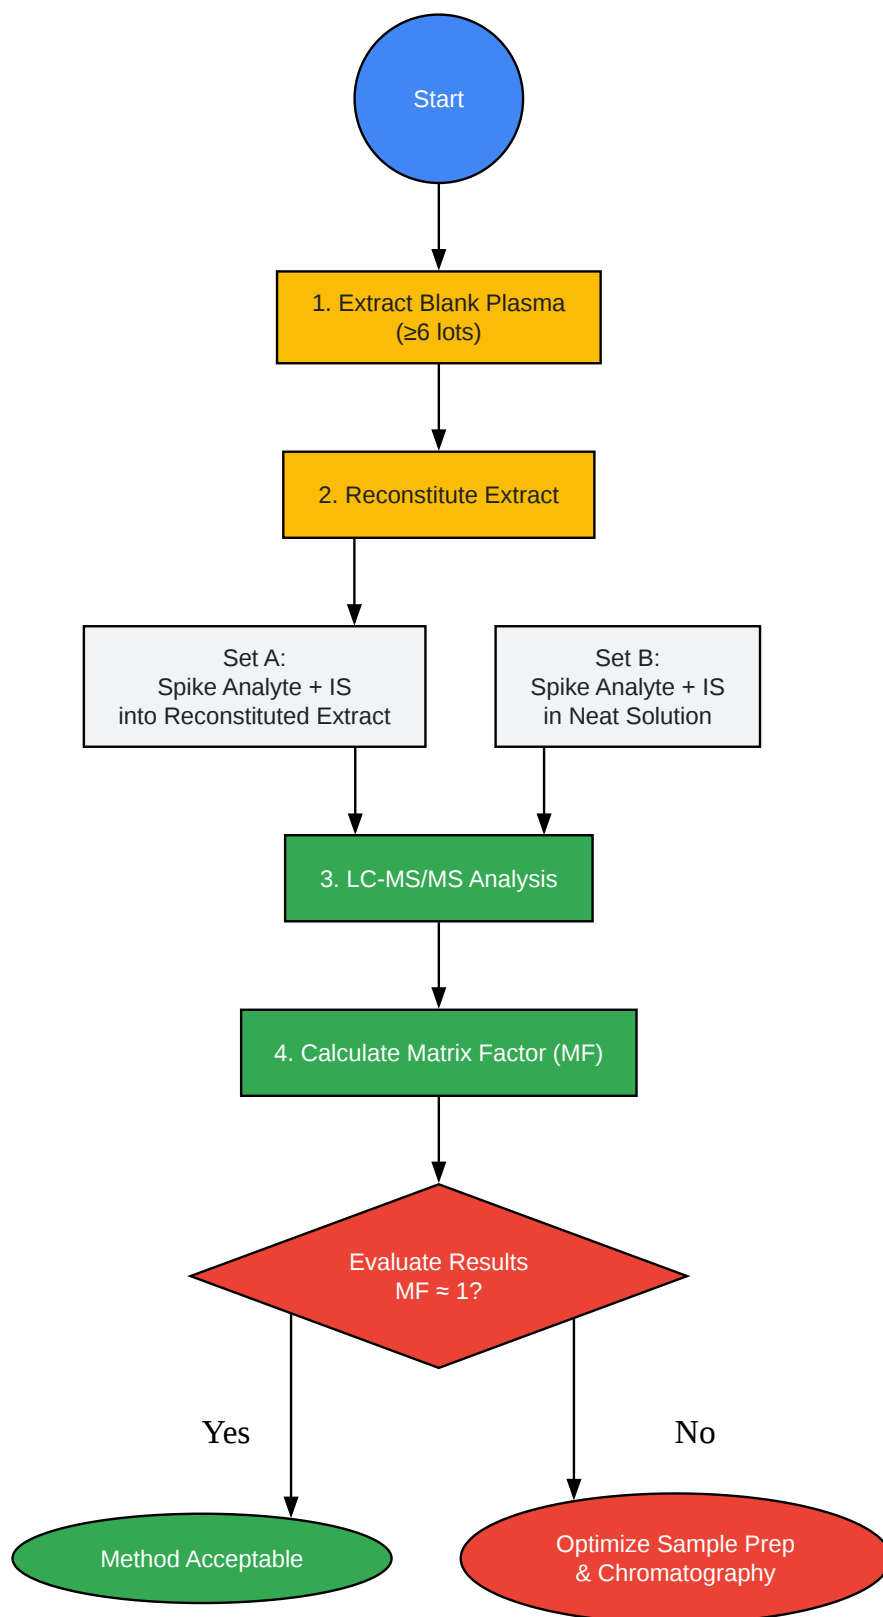 Start
1. Extract Blank Plasma
(≥6 lots)
2. Reconstitute Extract
Set A:
Spike Analyte + IS
into Reconstituted Extract
Set B:
Spike Analyte + IS
in Neat Solution
3. LC-MS/MS Analysis
4. Calculate Matrix Factor (MF)
Evaluate Results
MF ≈ 1?
Yes
No
Method Acceptable
Optimize Sample Prep
& Chromatography